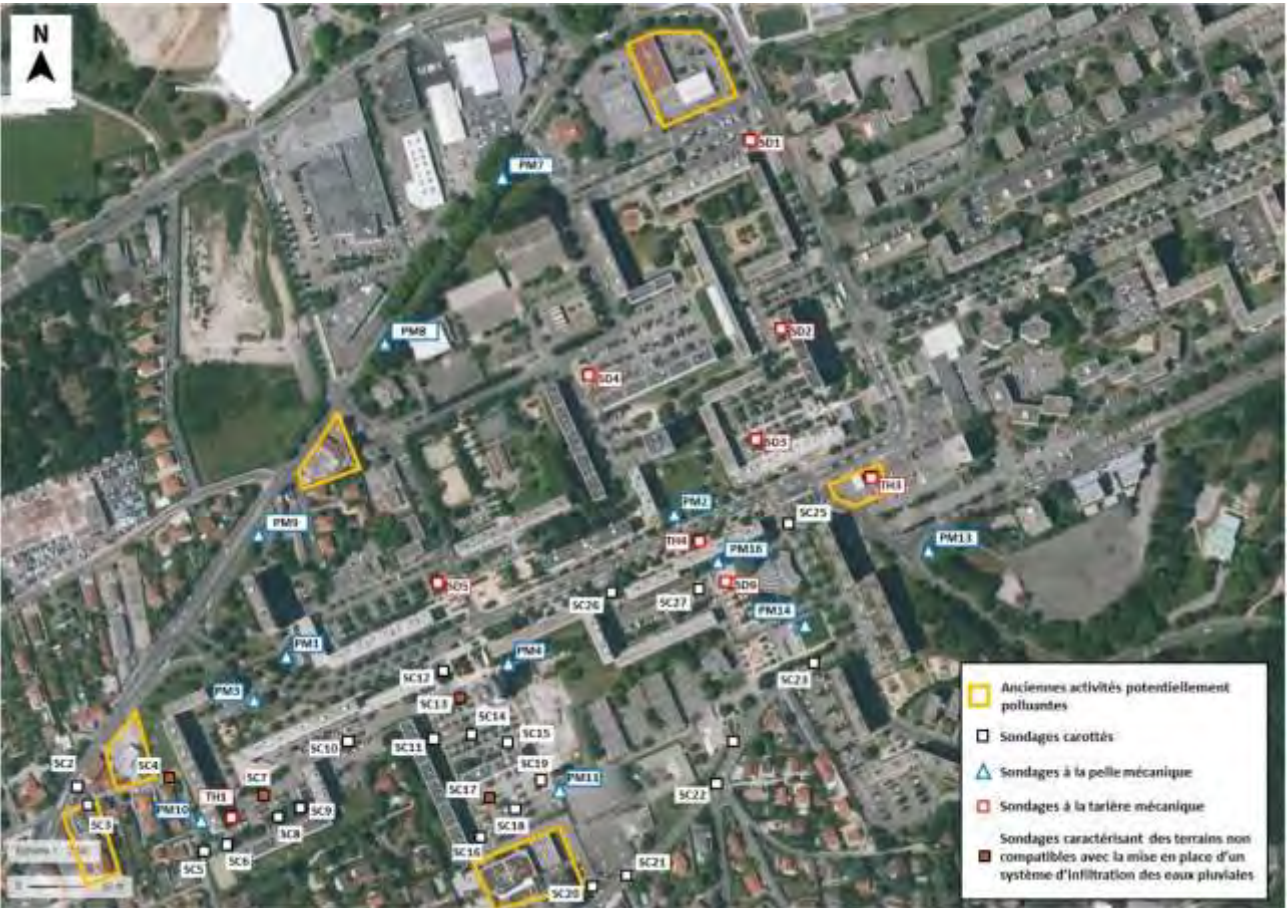 N
SD1
PM7
SD2
PM8
SD4
SD3
TH3
PM2
SC25
PM9
TH4
PM16
PM13
SD5
SD6
SC26
SC27
PM14
PM1
PM4
SC12
SC23
PM3
SC13
SC14
SC10
SC11
SC15
SC2
SC4
SC19
SC7
PM11
SC17
SC22
TH1
PM10
SC9
SC3
SC8
SC18
SC6
SC16
SC5
SC21
SC20
Anciennes activités potentiellement
polluantes
Sondages carottés
Sondages à la pelle mécanique
Sondages à la tarière mécanique
Sondages caractérisant des terrains non
compatibles avec la mise en place d'un
système d'infiltration des eaux pluviales